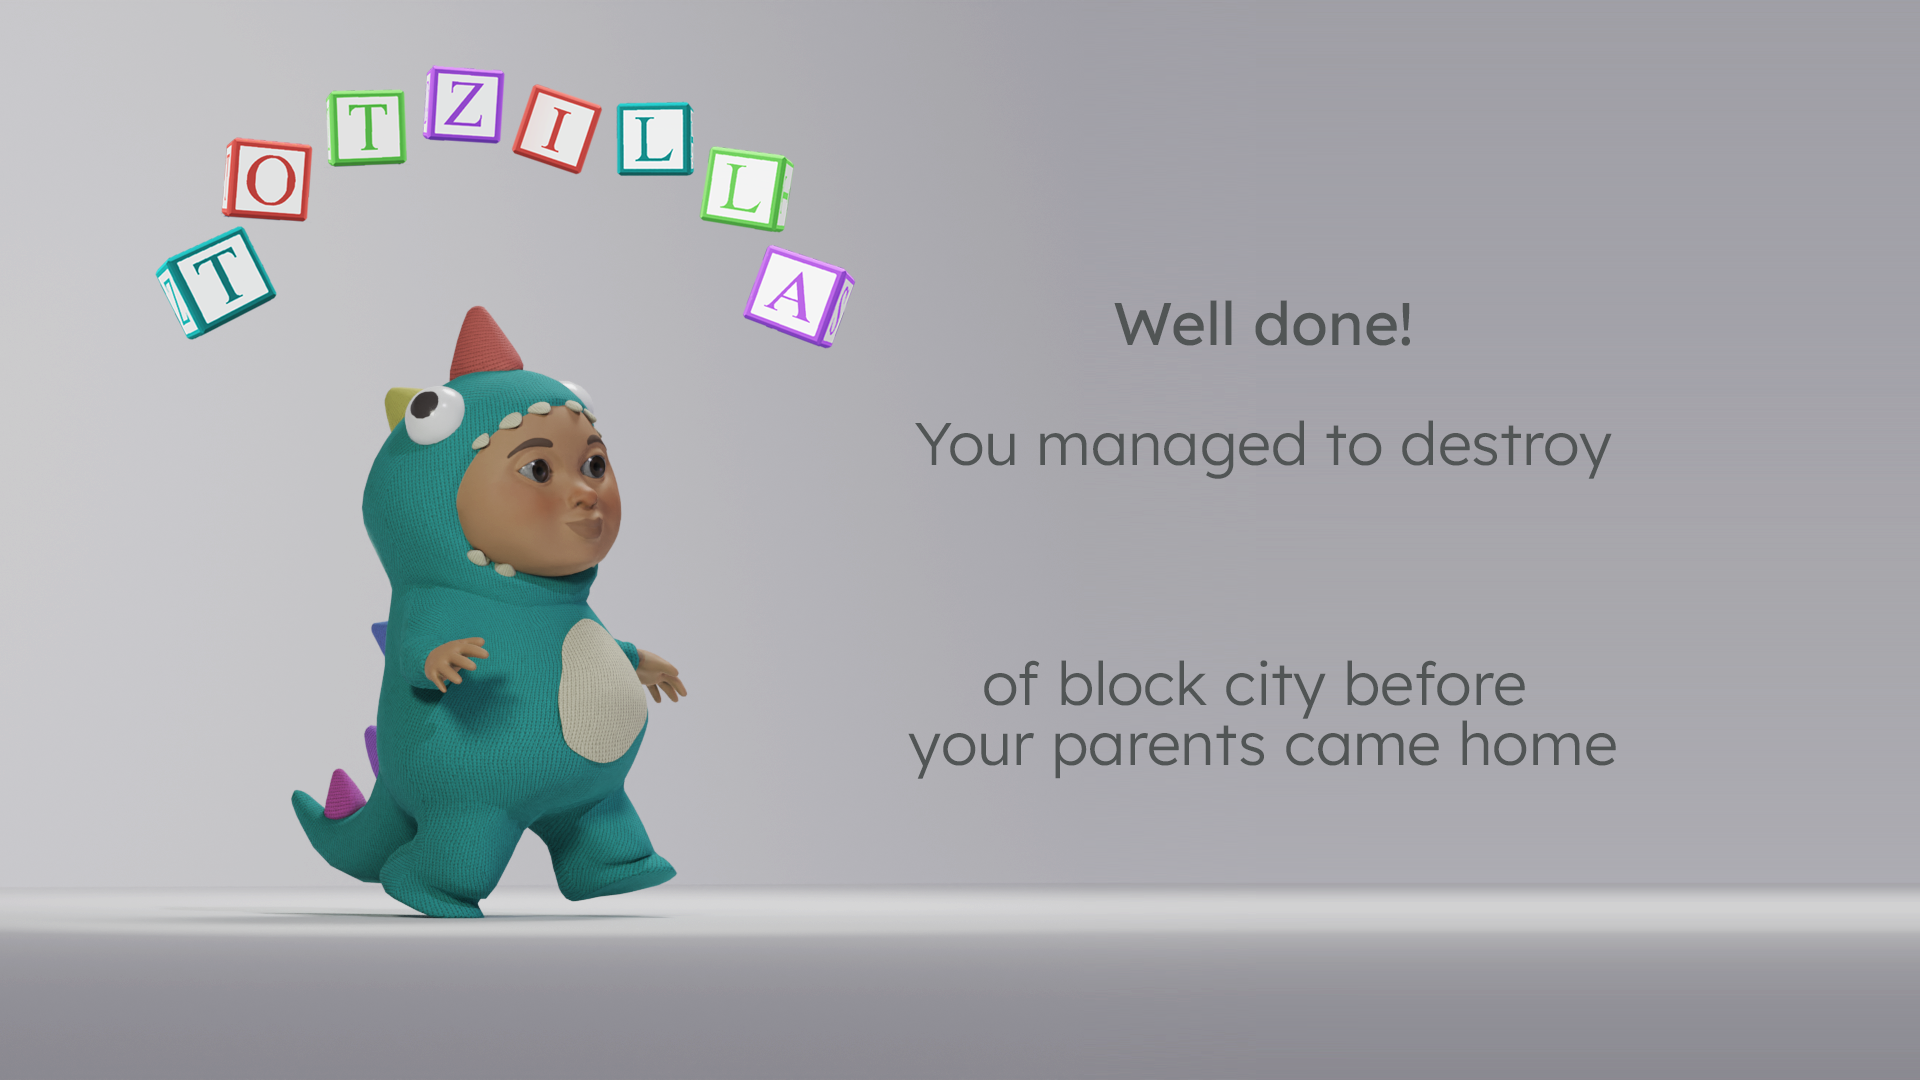 TOTZILLA
Well done!
You managed to destroy
of block city before
your parents came home